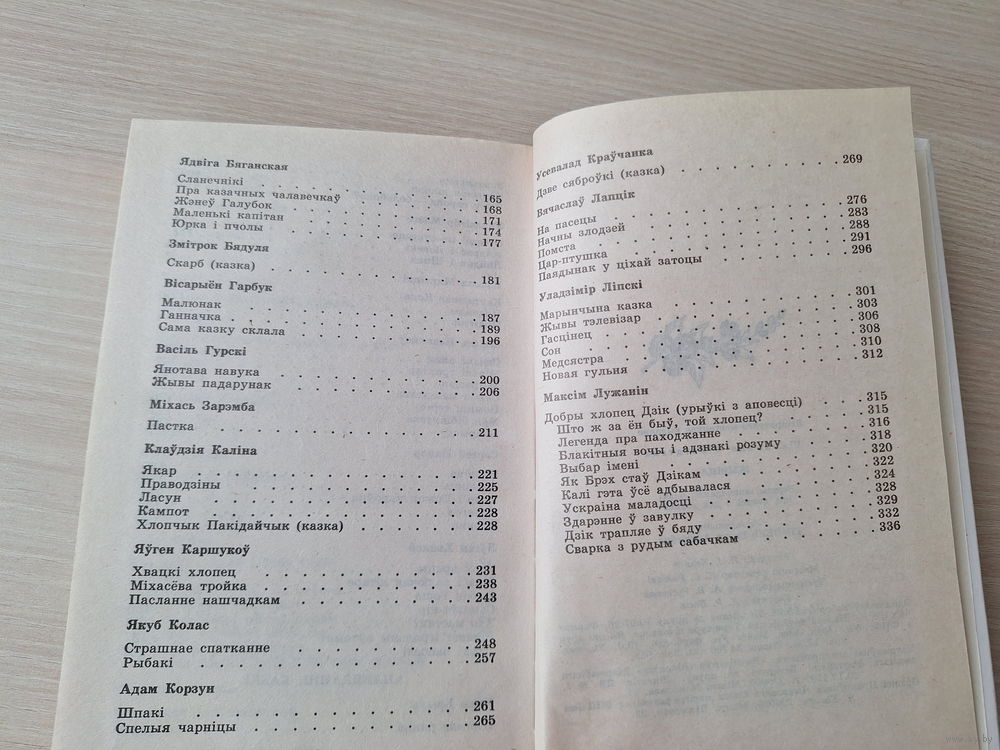 Ядвіга Бяганская
Сланечнікі . . . . . . . . . . . . 165
Пра казачных чалавечкаў . . . . . . . 168
Жэнеў Галубок . . . . . . . . . . . 171
Маленькі капітан . . . . . . . . . . 174
Юрка і пчолы . . . . . . . . . . . 177
Змітрок Бядуля
Скарб (казка) . . . . . . . . . . . 181
Вісарыён Гарбук
Малюнак . . . . . . . . . . . . 187
Ганначка . . . . . . . . . . . . 189
Сама казку склала . . . . . . . . . . 196
Васіль Гурскі
Янотава навука . . . . . . . . . . . 200
Жывы падарунак . . . . . . . . . . . 206
Міхась Зарэмба
Пастка . . . . . . . . . . . . . 211
Клаўдзія Каліна
Якар . . . . . . . . . . . . . 221
Праводзіны . . . . . . . . . . . . 225
Ласун . . . . . . . . . . . . . 227
Кампот . . . . . . . . . . . . . 228
Хлопчык Пакідайчык (казка) . . . . . . 228
Яўген Каршукоў
Хвацкі хлопец . . . . . . . . . . . 231
Міхасёва тройка . . . . . . . . . . 238
Пасланне нашчадкам . . . . . . . . . 243
Якуб Колас
Страшнае спатканне . . . . . . . . . 248
Рыбакі . . . . . . . . . . . . . 257
Адам Корзун
Шпакі . . . . . . . . . . . . . 261
Спелыя чарніцы . . . . . . . . . . . 265
Усевалад Краўчанка
Дзве сяброўкі (казка) . . . . . . . . 269
Вячаслаў Лапцік
На пасецы . . . . . . . . . . . . 276
Начны злодзей . . . . . . . . . . . 283
Помста . . . . . . . . . . . . . 288
Цар-птушка . . . . . . . . . . . . 291
Паядынак у ціхай затоцы . . . . . . . 296
Уладзімір Ліпскі
Марынчына казка . . . . . . . . . . 301
Жывы тэлевізар . . . . . . . . . . . 303
Гасцінец . . . . . . . . . . . . 306
Сон . . . . . . . . . . . . . . 308
Медсястра . . . . . . . . . . . . 310
Новая гульня . . . . . . . . . . . 312
Максім Лужанін
Добры хлопец Дзік (урыўкі з аповесці) . . . 315
Што ж за ён быў, той хлопец? . . . . . 315
Легенда пра паходжанне . . . . . . . 316
Блакітныя вочы і адзнакі розуму . . . . 318
Выбар імені . . . . . . . . . . . 320
Як Брэх стаў Дзікам . . . . . . . . 322
Калі гэта ўсё адбывалася . . . . . . 324
Ускраіна маладосці . . . . . . . . 328
Здарэнне ў завулку . . . . . . . . 329
Дзік трапляе ў бяду . . . . . . . . 332
Сварка з рудым сабачкам . . . . . . . 336